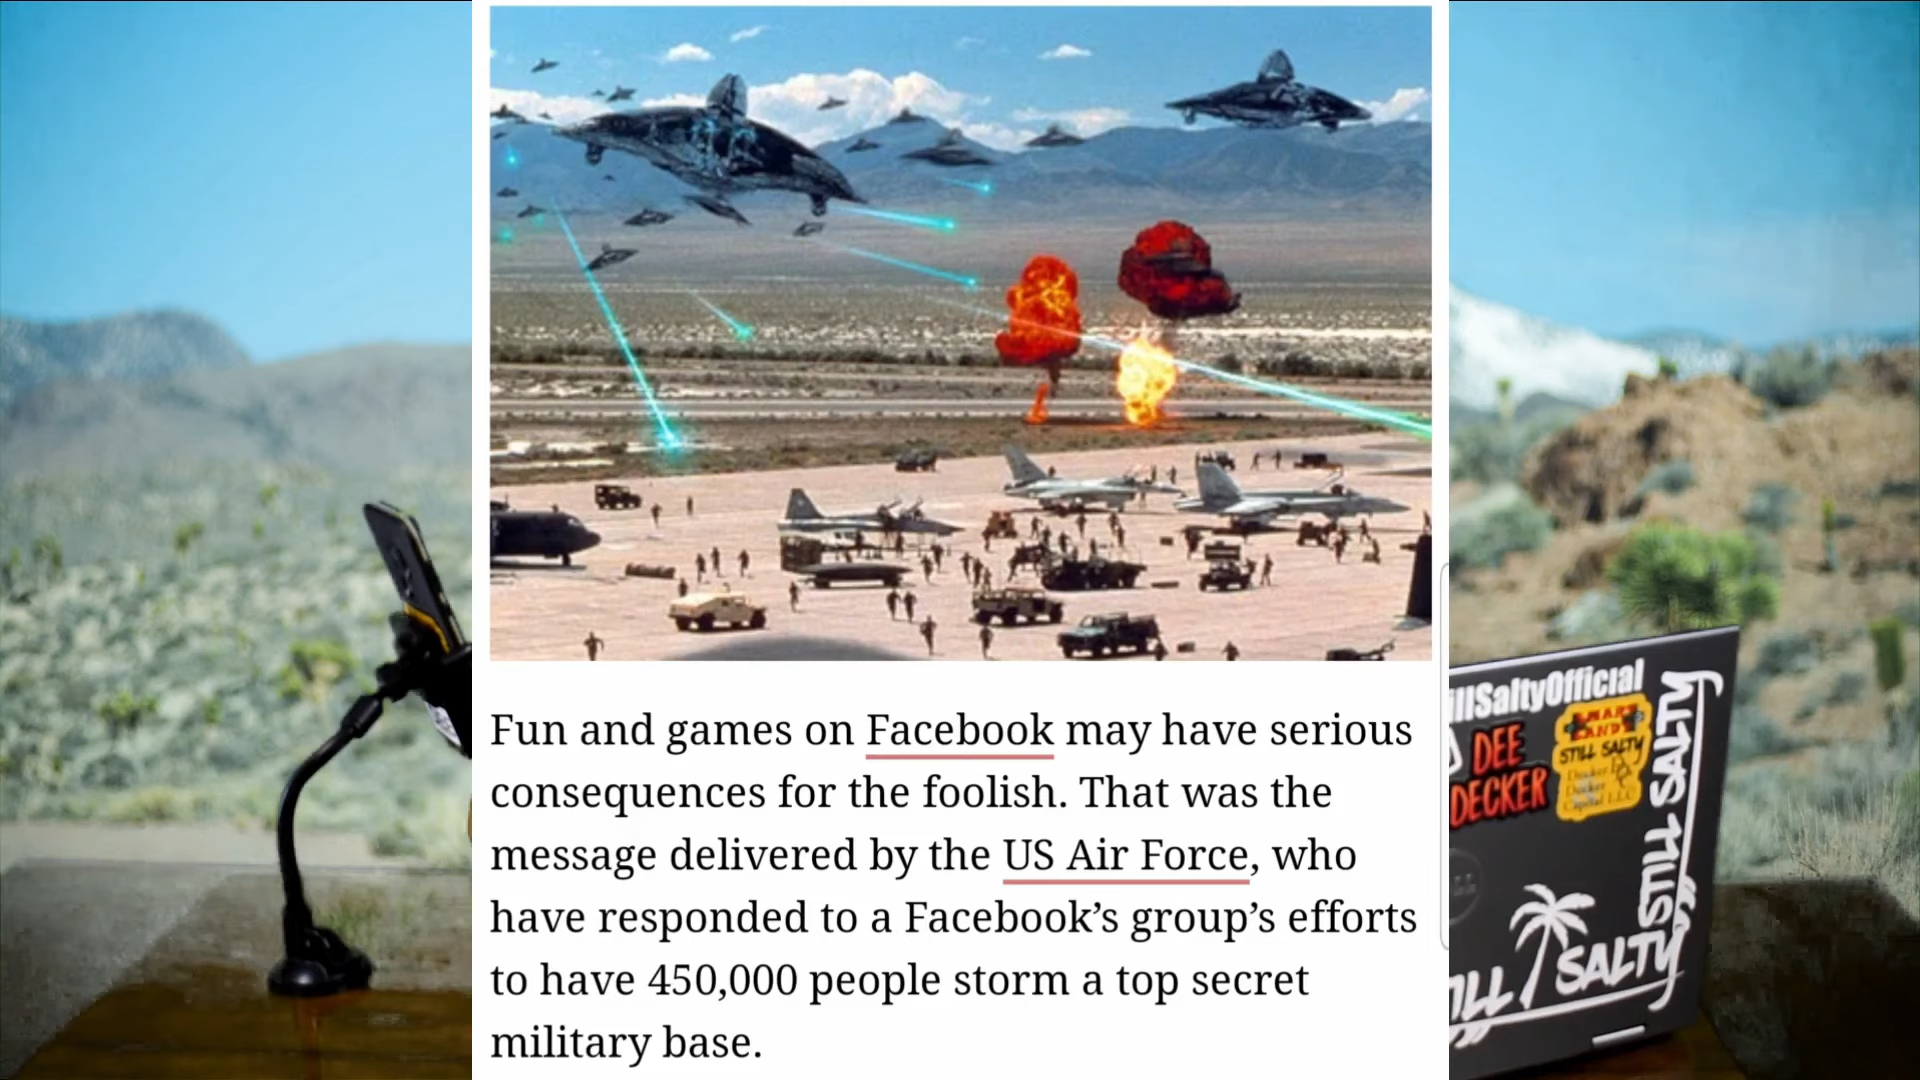 Fun and games on Facebook may have serious
consequences for the foolish. That was the
message delivered by the US Air Force, who
have responded to a Facebook’s group’s efforts
to have 450,000 people storm a top secret
military base.
illSaltyOfficial
DEE
DECKER
STILL SALTY
STILL SALTY
SALTY